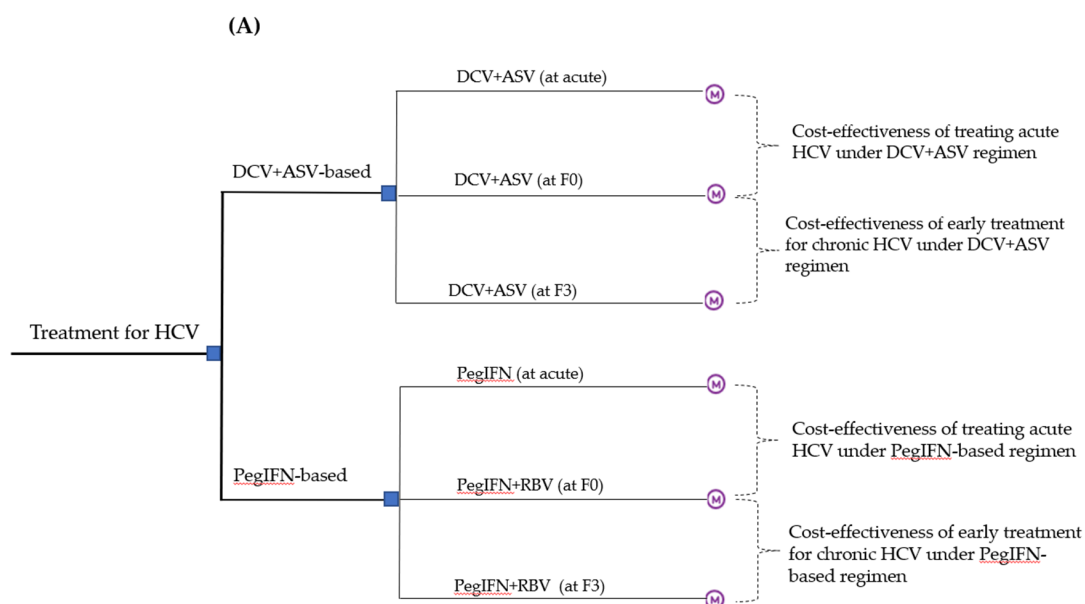 (A)
DCV+ASV (at acute)
M
Cost-effectiveness of treating acute
HCV under DCV+ASV regimen
DCV+ASV-based
DCV+ASV (at F0)
M
Cost-effectiveness of early treatment
for chronic HCV under DCV+ASV
regimen
DCV+ASV (at F3)
M
Treatment for HCV
PegIFN (at acute)
M
Cost-effectiveness of treating acute
HCV under PegIFN-based regimen
PegIFN-based
PegIFN+RBV (at F0)
M
Cost-effectiveness of early treatment
for chronic HCV under PegIFN-
based regimen
PegIFN+RBV (at F3)
M